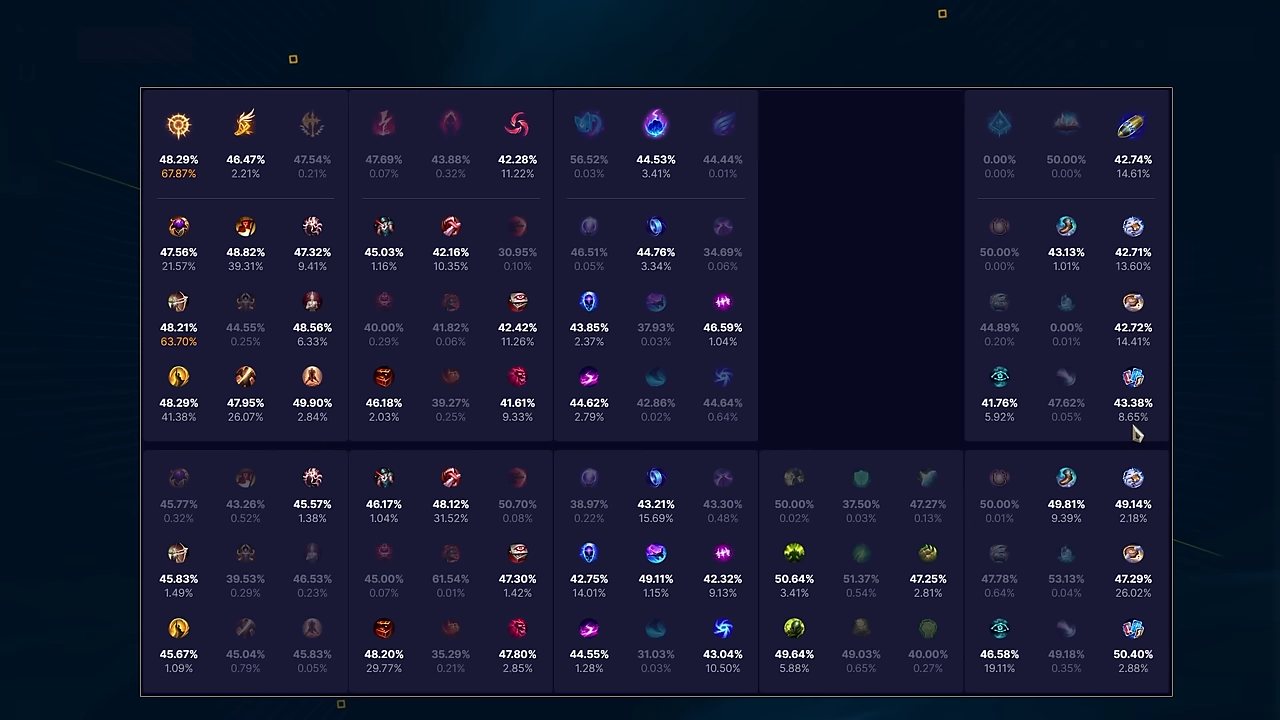 48.29% 46.47% 47.54% 47.69% 43.88% 42.28% 56.52% 44.53% 44.44% 0.00% 50.00% 42.74%
67.87% 2.21% 0.21% 0.07% 0.32% 11.22% 0.03% 3.41% 0.01% 0.00% 0.00% 14.61%
47.56% 48.82% 47.32% 45.03% 42.16% 30.95% 46.51% 44.76% 34.69% 50.00% 43.13% 42.71%
21.57% 39.31% 9.41% 1.16% 10.35% 0.10% 0.05% 3.34% 0.06% 0.00% 1.01% 13.60%
48.21% 44.55% 48.56% 40.00% 41.82% 42.42% 43.85% 37.93% 46.59% 44.89% 0.00% 42.72%
63.70% 0.25% 6.33% 0.29% 0.06% 11.26% 2.37% 0.03% 1.04% 0.20% 0.01% 14.41%
48.29% 47.95% 49.90% 46.18% 39.27% 41.61% 44.62% 42.86% 44.64% 41.76% 47.62% 43.38%
41.38% 26.07% 2.84% 2.03% 0.25% 9.33% 2.79% 0.02% 0.64% 5.92% 0.05% 8.65%
45.77% 43.26% 45.57% 46.17% 48.12% 50.70% 38.97% 43.21% 43.30% 50.00% 37.50% 47.27% 50.00% 49.81% 49.14%
0.32% 0.52% 1.38% 1.04% 31.52% 0.08% 0.22% 15.69% 0.48% 0.02% 0.03% 0.13% 0.01% 9.39% 2.18%
45.83% 39.53% 46.53% 45.00% 61.54% 47.30% 42.75% 49.11% 42.32% 50.64% 51.37% 47.25% 47.78% 53.13% 47.29%
1.49% 0.29% 0.23% 0.07% 0.01% 1.42% 14.01% 1.15% 9.13% 3.41% 0.54% 2.81% 0.64% 0.04% 26.02%
45.67% 45.04% 45.83% 48.20% 35.29% 47.80% 44.55% 31.03% 43.04% 49.64% 49.03% 40.00% 46.58% 49.18% 50.40%
1.09% 0.79% 0.05% 29.77% 0.21% 2.85% 1.28% 0.03% 10.50% 5.88% 0.65% 0.27% 19.11% 0.35% 2.88%